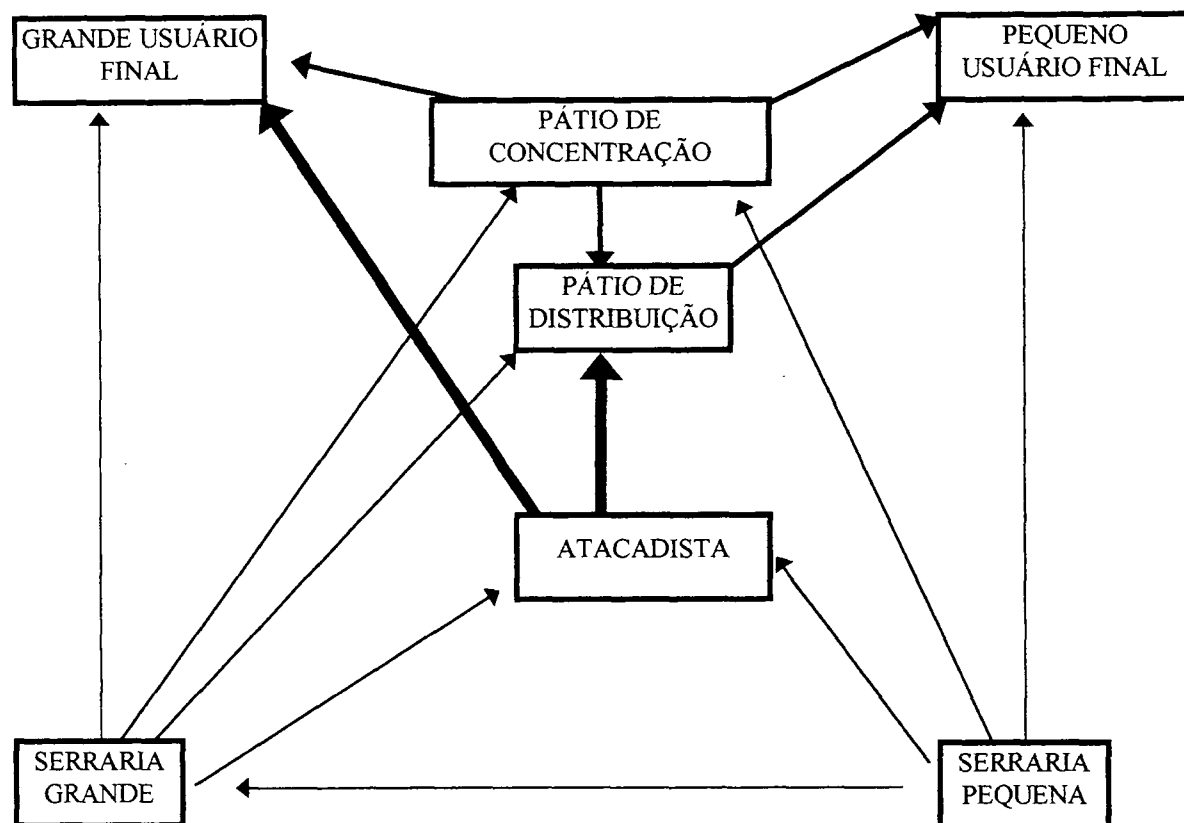 GRANDE USUÁRIO
FINAL
PEQUENO
USUÁRIO FINAL
PÁTIO DE
CONCENTRAÇÃO
PÁTIO DE
DISTRIBUIÇÃO
ATACADISTA
SERRARIA
GRANDE
SERRARIA
PEQUENA